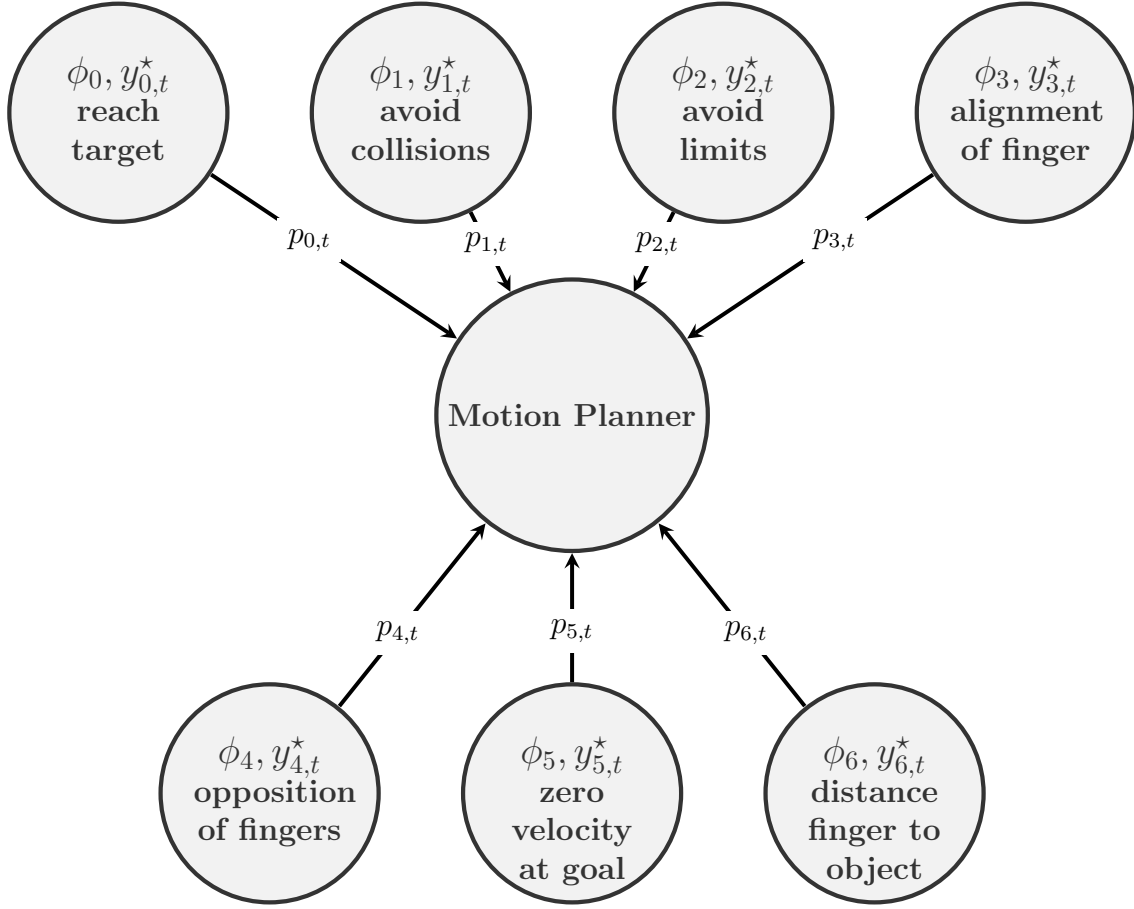 ϕ₀, y*₀,ₜ
reach
target
ϕ₁, y*₁,ₜ
avoid
collisions
ϕ₂, y*₂,ₜ
avoid
limits
ϕ₃, y*₃,ₜ
alignment
of finger
p₀,ₜ
p₁,ₜ
p₂,ₜ
p₃,ₜ
Motion Planner
p₄,ₜ
p₅,ₜ
p₆,ₜ
ϕ₄, y*₄,ₜ
opposition
of fingers
ϕ₅, y*₅,ₜ
zero
velocity
at goal
ϕ₆, y*₆,ₜ
distance
finger to
object